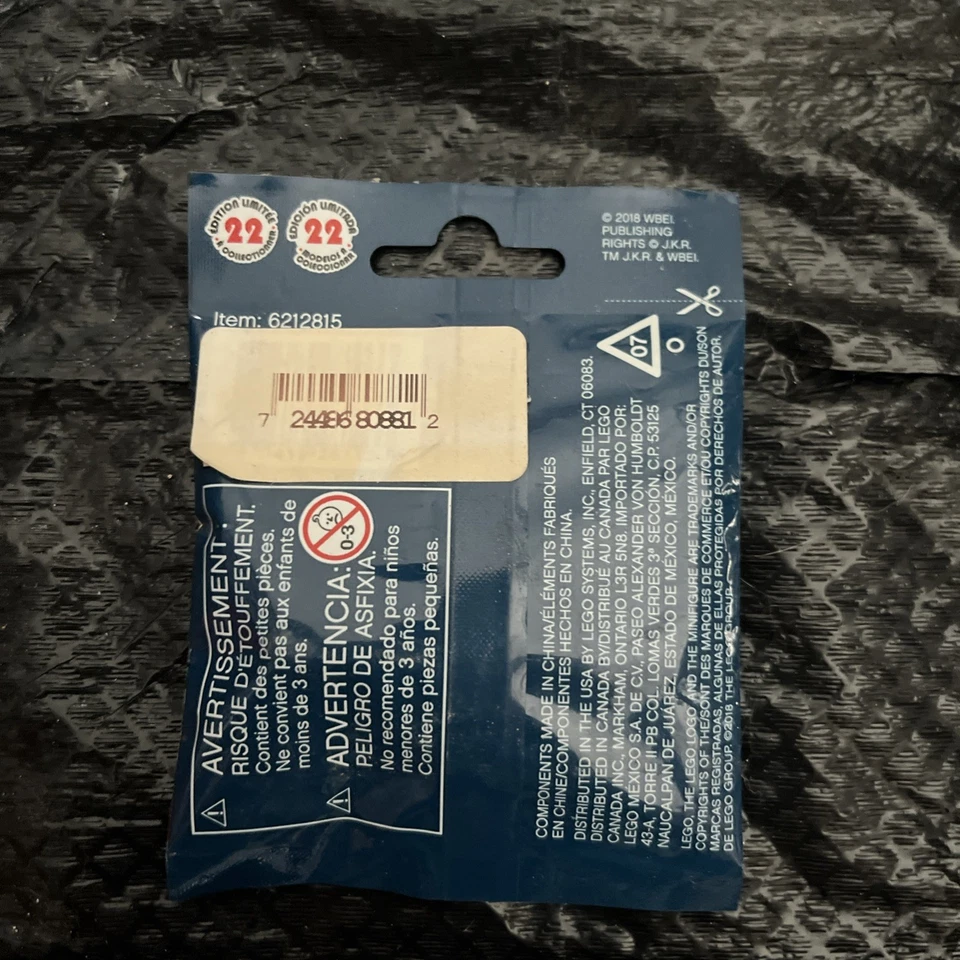 ÉDITION LIMITÉE
22
À COLLECTIONNER
EDICIÓN LIMITADA
22
MODELOS A
COLECCIONAR
© 2018 WBEI.
PUBLISHING
RIGHTS © J.K.R.
TM J.K.R. & WBEI.
Item: 6212815
7 24486 80881 2
07
AVERTISSEMENT :
RISQUE D'ÉTOUFFEMENT.
Contient des petites pièces.
Ne convient pas aux enfants de
moins de 3 ans.
0-3
ADVERTENCIA:
PELIGRO DE ASFIXIA.
No recomendado para niños
menores de 3 años.
Contiene piezas pequeñas.
COMPONENTS MADE IN CHINA/ÉLÉMENTS FABRIQUÉS
EN CHINE/COMPONENTES HECHOS EN CHINA.
DISTRIBUTED IN THE USA BY LEGO SYSTEMS, INC., ENFIELD, CT 06083.
DISTRIBUTED IN CANADA BY/DISTRIBUÉ AU CANADA PAR LEGO
CANADA INC., MARKHAM, ONTARIO L3R 5N8. IMPORTADO POR:
LEGO MÉXICO S.A. DE C.V., PASEO ALEXANDER VON HUMBOLDT
43-A, TORRE II PB COL. LOMAS VERDES 3ª SECCIÓN, C.P. 53125
NAUCALPAN DE JUÁREZ, ESTADO DE MÉXICO, MÉXICO.
LEGO, THE LEGO LOGO AND THE MINIFIGURE ARE TRADEMARKS AND/OR
COPYRIGHTS OF THE/SONT DES MARQUES DE COMMERCE ET/OU COPYRIGHTS DU/SON
MARCAS REGISTRADAS, ALGUNAS DE ELLAS PROTEGIDAS POR DERECHOS DE AUTOR,
DE LEGO GROUP. ©2018 THE LEGO GROUP.